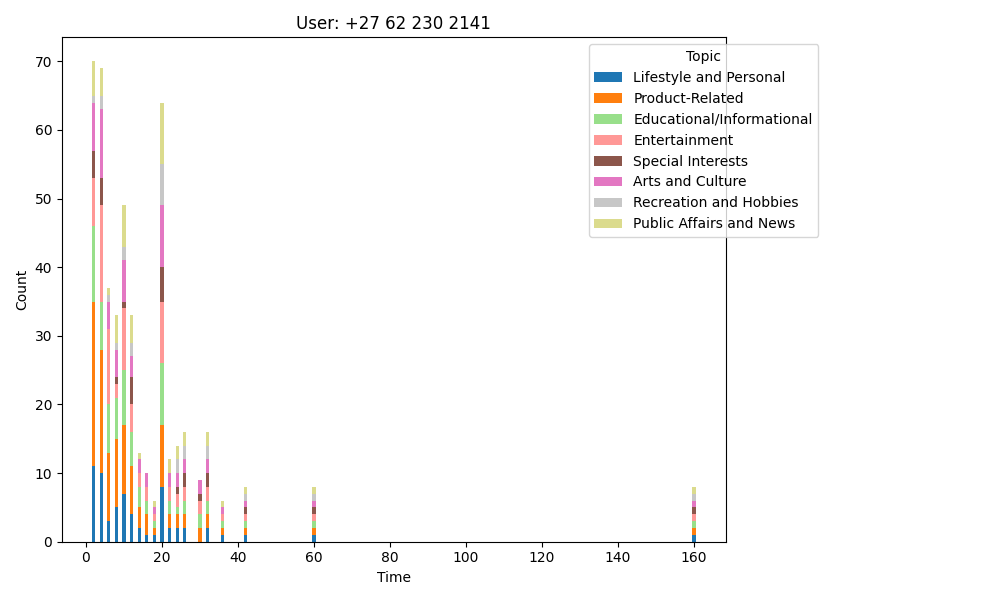 User: +27 62 230 2141
Topic
Lifestyle and Personal
Product-Related
Educational/Informational
Entertainment
Special Interests
Arts and Culture
Recreation and Hobbies
Public Affairs and News
70
60
50
40
30
20
10
0
Count
0 20 40 60 80 100 120 140 160
Time